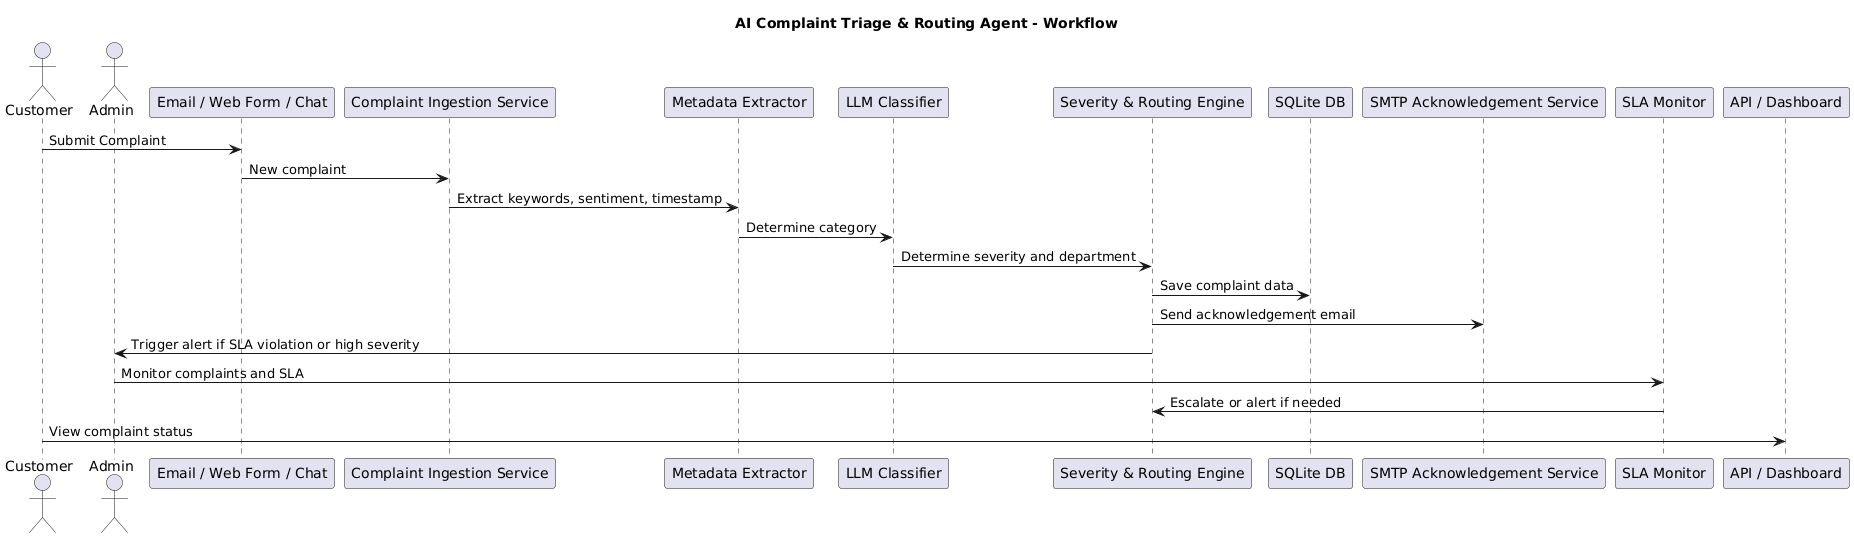 AI Complaint Triage & Routing Agent - Workflow
Customer
Admin
Email / Web Form / Chat
Complaint Ingestion Service
Metadata Extractor
LLM Classifier
Severity & Routing Engine
SQLite DB
SMTP Acknowledgement Service
SLA Monitor
API / Dashboard
Submit Complaint
New complaint
Extract keywords, sentiment, timestamp
Determine category
Determine severity and department
Save complaint data
Send acknowledgement email
Trigger alert if SLA violation or high severity
Monitor complaints and SLA
Escalate or alert if needed
View complaint status
Customer
Admin
Email / Web Form / Chat
Complaint Ingestion Service
Metadata Extractor
LLM Classifier
Severity & Routing Engine
SQLite DB
SMTP Acknowledgement Service
SLA Monitor
API / Dashboard